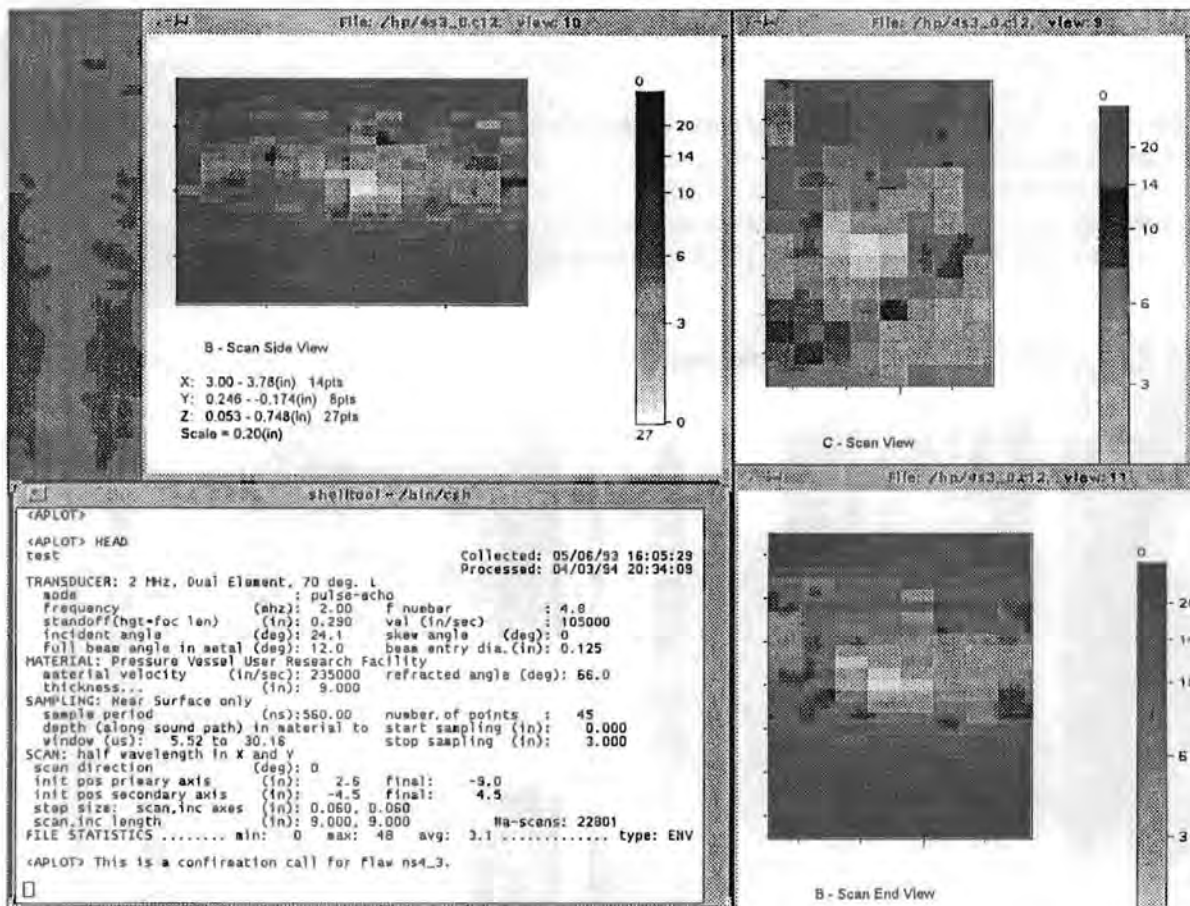 File: /hp/4s3_0.c12, view: 10
0
20
14
10
6
3
0
27
B - Scan Side View
X: 3.00 - 3.78(in) 14pts
Y: 0.246 - -0.174(in) 8pts
Z: 0.053 - 0.748(in) 27pts
Scale = 0.20(in)
File: /hp/4s3_0.c12, view: 9
0
20
14
10
6
3
C - Scan View
shelltool - /bin/csh
<APLOT>
<APLOT> HEAD
test Collected: 05/06/93 16:05:29
Processed: 04/03/94 20:34:09
TRANSDUCER: 2 MHz, Dual Element, 70 deg. L
mode : pulse-echo
frequency (mhz): 2.00 f number : 4.8
standoff(hgt+foc len) (in): 0.290 vel (in/sec) : 105000
incident angle (deg): 24.1 skew angle (deg): 0
full beam angle in metal (deg): 12.0 beam entry dia.(in): 0.125
MATERIAL: Pressure Vessel User Research Facility
material velocity (in/sec): 235000 refracted angle (deg): 66.0
thickness... (in): 9.000
SAMPLING: Near Surface only
sample period (ns):560.00 number of points : 45
depth (along sound path) in material to start sampling (in): 0.000
window (us): 5.52 to 30.16 stop sampling (in): 3.000
SCAN: half wavelength in X and Y
scan direction (deg): 0
init pos primary axis (in): 2.6 final: -9.0
init pos secondary axis (in): -4.5 final: 4.5
step size: scan,inc axes (in): 0.060, 0.060
scan,inc length (in): 9.000, 9.000 Na-scans: 22801
FILE STATISTICS ........ min: 0 max: 48 avg: 3.1 ............. type: ENV
<APLOT> This is a confirmation call for flaw ns4_3.
File: /hp/4s3_0.c12, view: 11
0
20
14
10
6
3
B - Scan End View